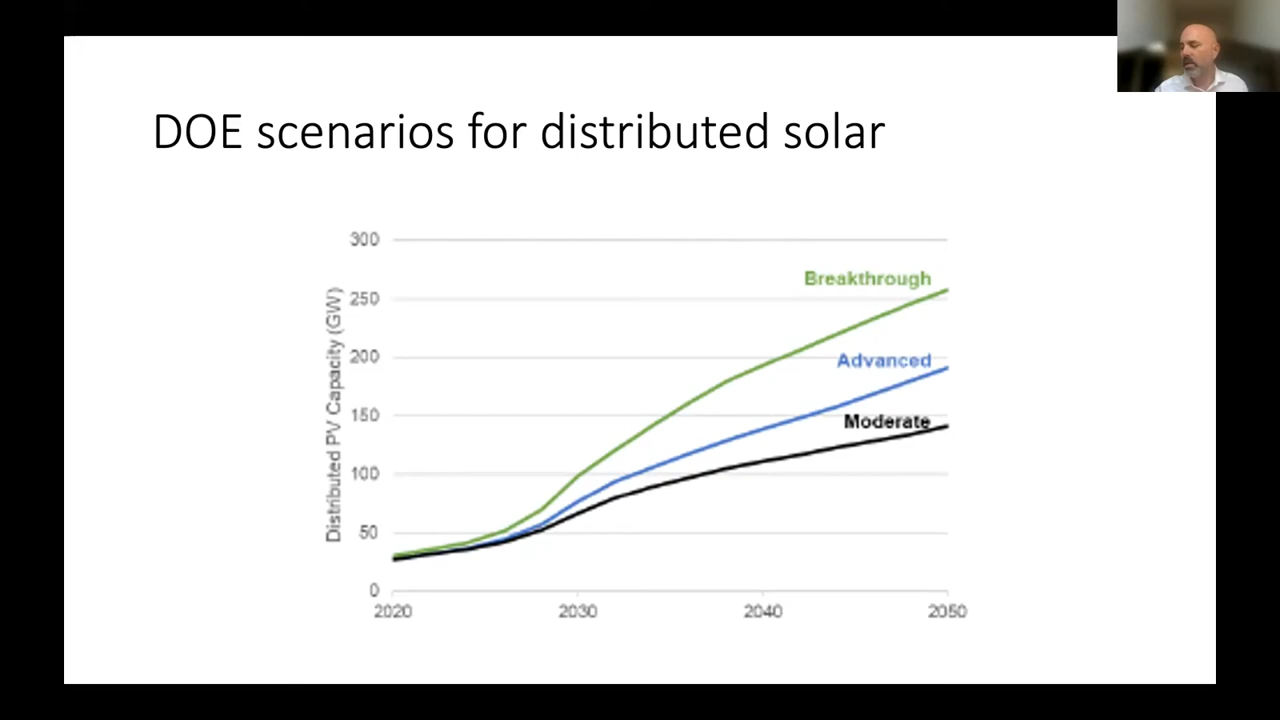 DOE scenarios for distributed solar
Distributed PV Capacity (GW)
300
250
200
150
100
50
0
2020
2030
2040
2050
Breakthrough
Advanced
Moderate